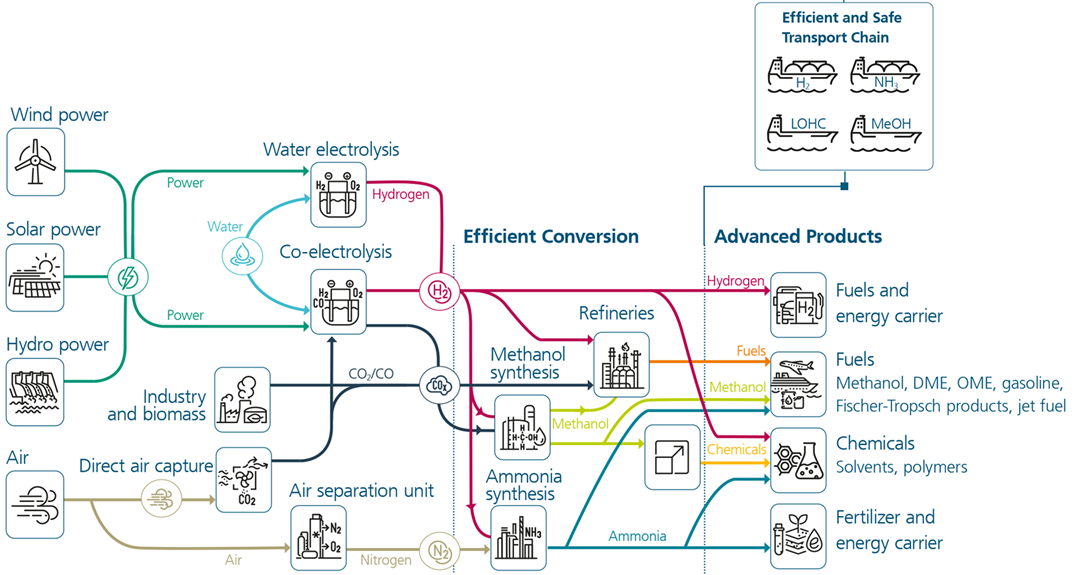 Efficient and Safe
Transport Chain
H₂
NH₃
LOHC
MeOH
Wind power
Solar power
Hydro power
Power
Power
Water electrolysis
H₂ O₂
Water
Hydrogen
Co-electrolysis
H₂ O₂
CO
H₂
Efficient Conversion
Advanced Products
Hydrogen
Fuels and
energy carrier
H₂
Refineries
Methanol
synthesis
Fuels
Methanol
Fuels
Methanol, DME, OME, gasoline,
Fischer-Tropsch products, jet fuel
CO₂/CO
CO₂
Industry
and biomass
H
H-C-OH
H
Methanol
Chemicals
Chemicals
Solvents, polymers
Air
Direct air capture
CO₂
Air separation unit
N₂
O₂
Air
Nitrogen
N₂
Ammonia
synthesis
NH₃
Ammonia
Fertilizer and
energy carrier